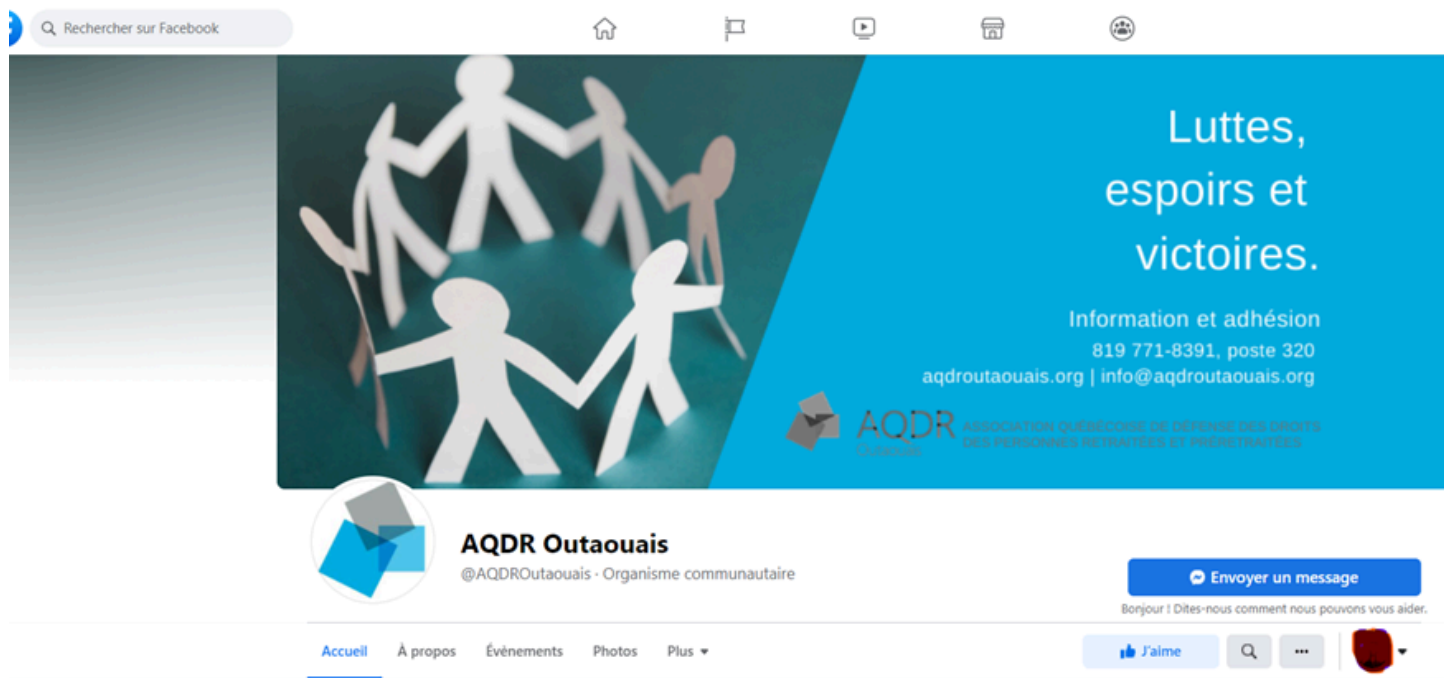 Rechercher sur Facebook
Luttes,
espoirs et
victoires.
Information et adhésion
819 771-8391, poste 320
aqdroutaouais.org | info@aqdroutaouais.org
AQDR
Outaouais
ASSOCIATION QUÉBÉCOISE DE DÉFENSE DES DROITS
DES PERSONNES RETRAITÉES ET PRÉRETRAITÉES
AQDR Outaouais
@AQDROutaouais · Organisme communautaire
Envoyer un message
Bonjour ! Dites-nous comment nous pouvons vous aider.
Accueil À propos Évènements Photos Plus J'aime